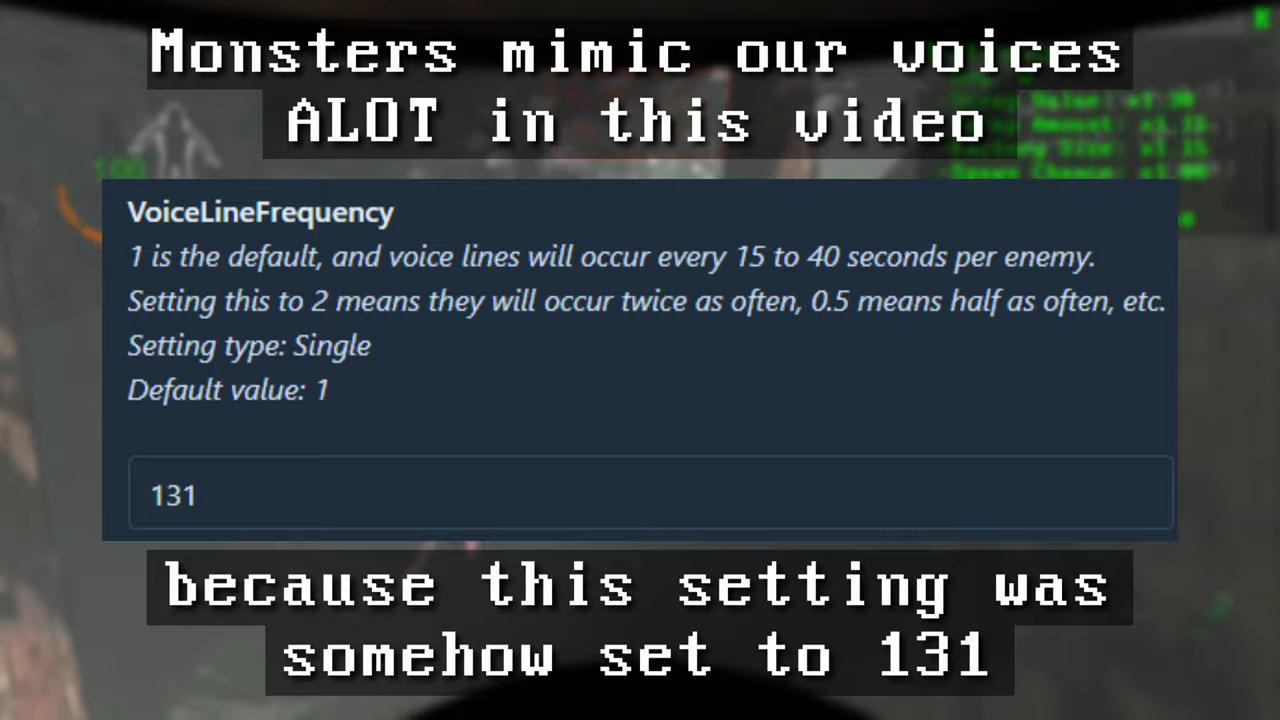 Monsters mimic our voices
ALOT in this video
100
VoiceLineFrequency
1 is the default, and voice lines will occur every 15 to 40 seconds per enemy.
Setting this to 2 means they will occur twice as often, 0.5 means half as often, etc.
Setting type: Single
Default value: 1
131
because this setting was
somehow set to 131